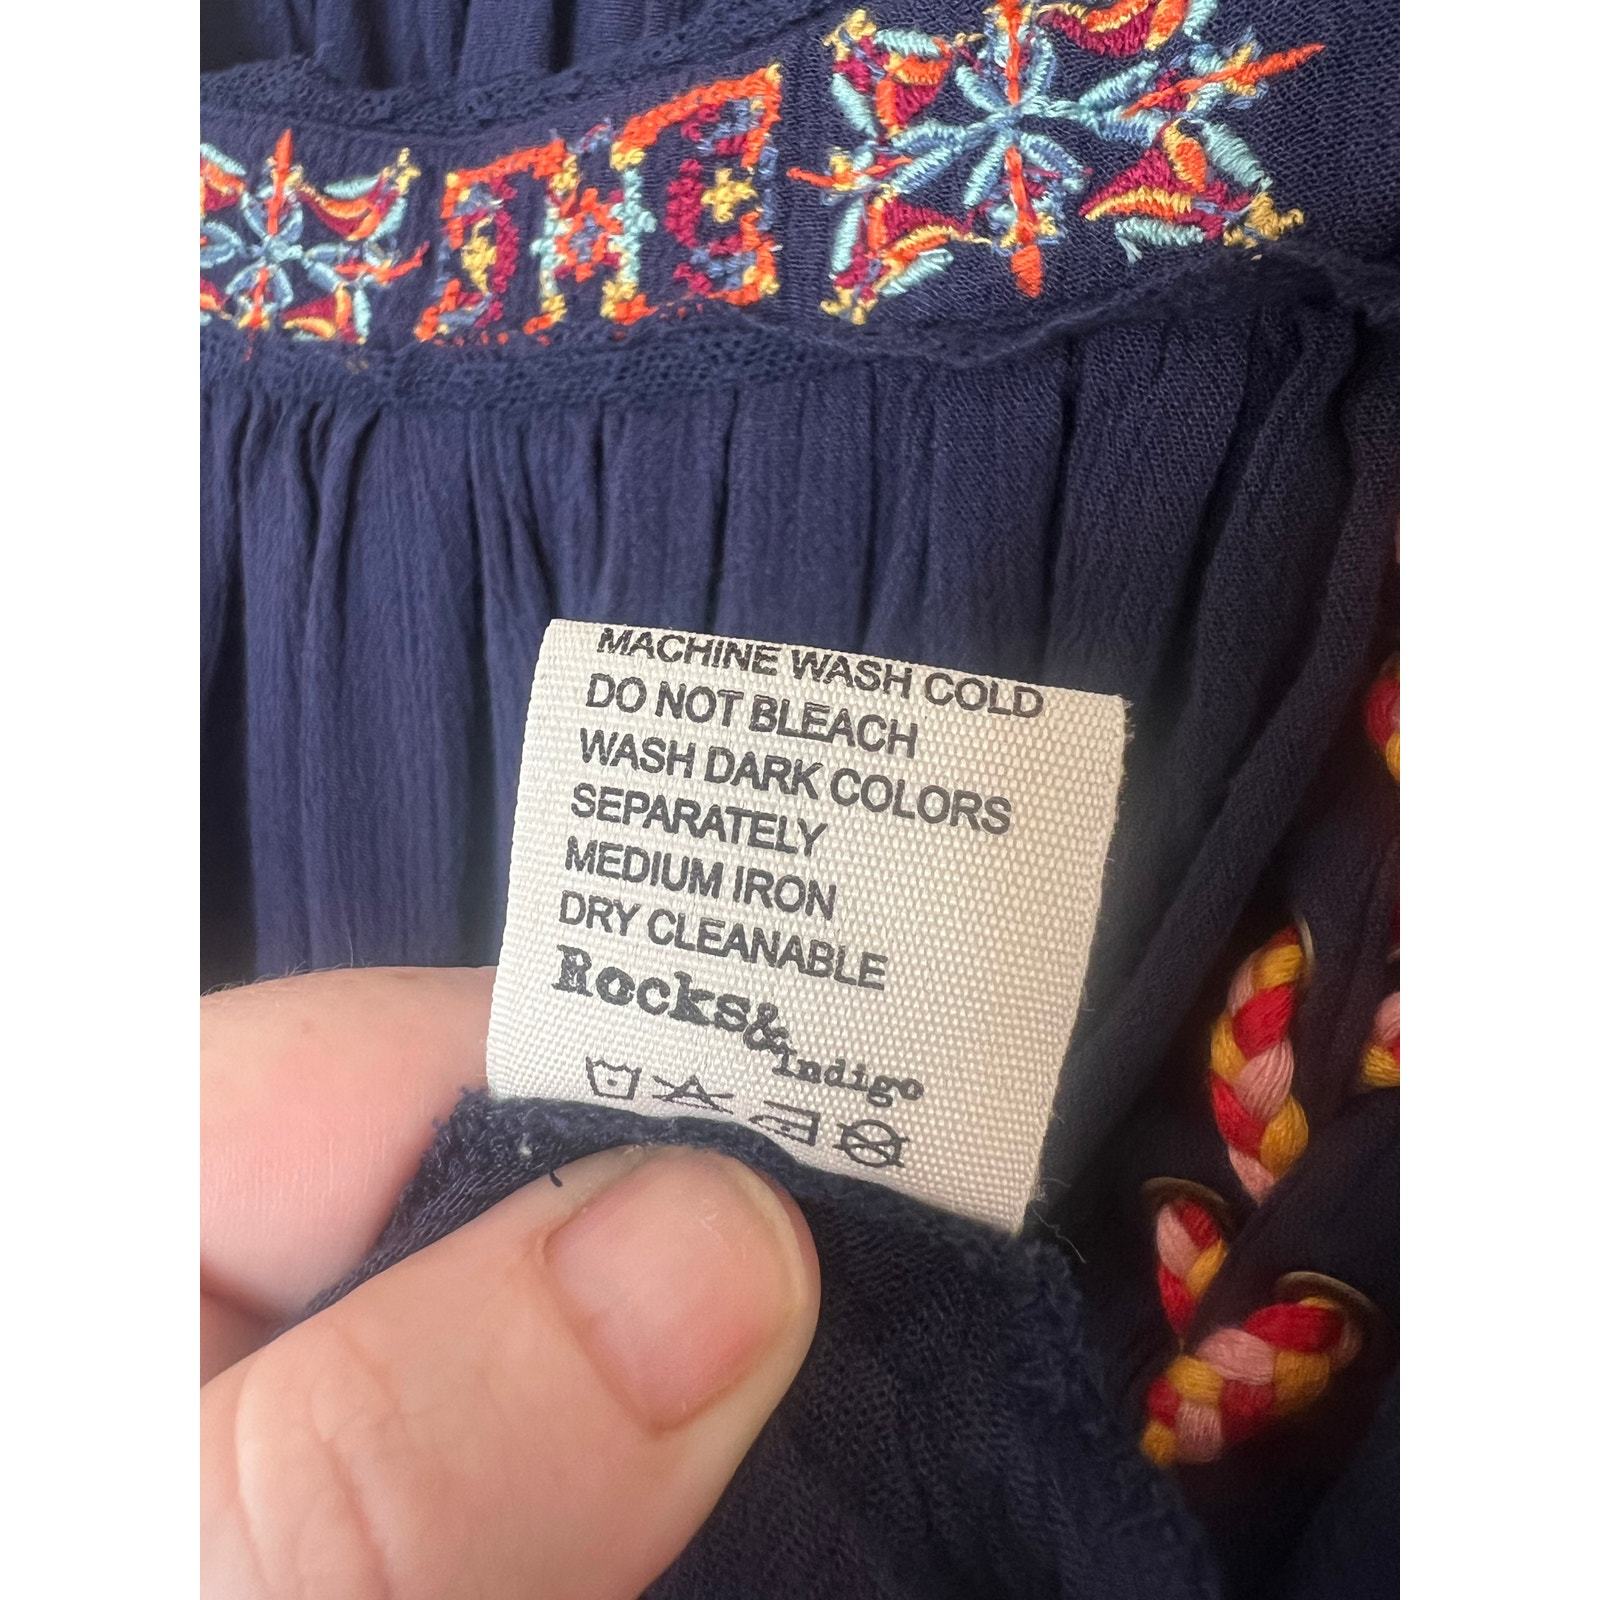 MACHINE WASH COLD
DO NOT BLEACH
WASH DARK COLORS
SEPARATELY
MEDIUM IRON
DRY CLEANABLE
Rocks&
indigo